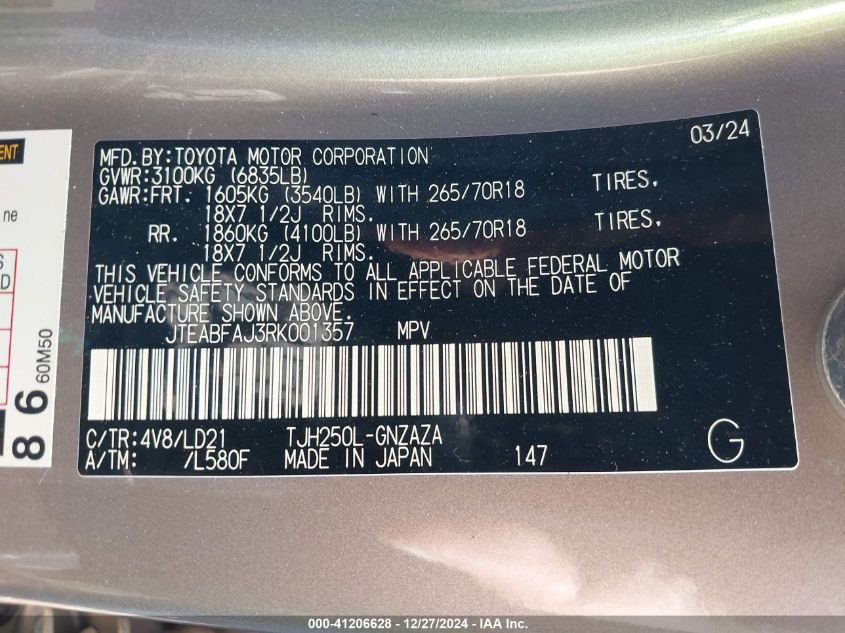 03/24
MFD.BY:TOYOTA MOTOR CORPORATION
GVWR:3100KG (6835LB)
GAWR:FRT. 1605KG (3540LB) WITH 265/70R18 TIRES.
18X7 1/2J RIMS.
RR. 1860KG (4100LB) WITH 265/70R18 TIRES.
18X7 1/2J RIMS.
THIS VEHICLE CONFORMS TO ALL APPLICABLE FEDERAL MOTOR
VEHICLE SAFETY STANDARDS IN EFFECT ON THE DATE OF
MANUFACTURE SHOWN ABOVE.
JTEABFAJ3RK001357 MPV
C/TR:4V8/LD21 TJH250L-GNZAZA
A/TM: /L580F MADE IN JAPAN 147
G
ne
D
86
60M50
000-41206628 - 12/27/2024 - IAA Inc.